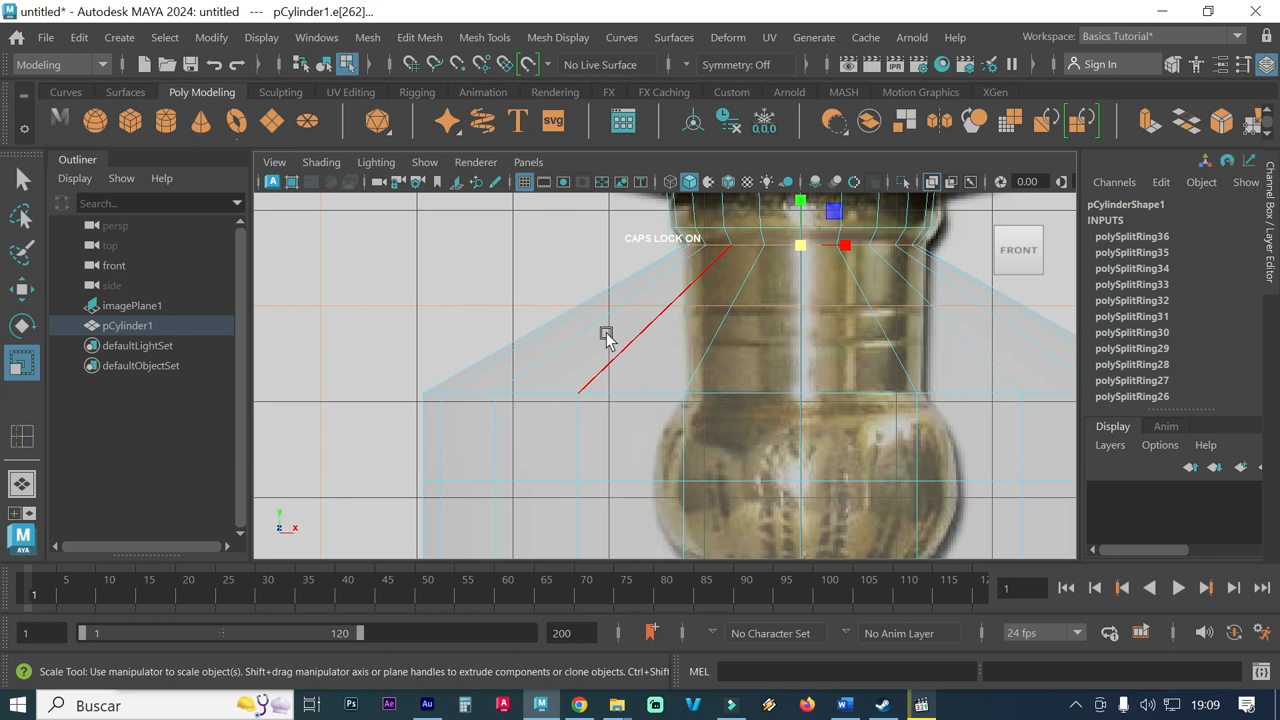 untitled* - Autodesk MAYA 2024: untitled --- pCylinder1.e[262]...
File Edit Create Select Modify Display Windows Mesh Edit Mesh Mesh Tools Mesh Display Curves Surfaces Deform UV Generate Cache Arnold Help Workspace: Basics Tutorial*
Modeling No Live Surface Symmetry: Off IPR Sign In
Curves Surfaces Poly Modeling Sculpting UV Editing Rigging Animation Rendering FX FX Caching Custom Arnold MASH Motion Graphics XGen
Outliner
Display Show Help
Search...
persp
top
front
side
imagePlane1
pCylinder1
defaultLightSet
defaultObjectSet
View Shading Lighting Show Renderer Panels
0.00
CAPS LOCK ON
FRONT
y
z x
Channels Edit Object Show
pCylinderShape1
INPUTS
polySplitRing36
polySplitRing35
polySplitRing34
polySplitRing33
polySplitRing32
polySplitRing31
polySplitRing30
polySplitRing29
polySplitRing28
polySplitRing27
polySplitRing26
Display Anim
Layers Options Help
Channel Box / Layer Editor
5 10 15 20 25 30 35 40 45 50 55 60 65 70 75 80 85 90 95 100 105 110 115 12
1 1
1 1 120 200 No Character Set No Anim Layer 24 fps
Scale Tool: Use manipulator to scale object(s). Shift+drag manipulator axis or plane handles to extrude components or clone objects. Ctrl+Shift
MEL
Buscar 19:09